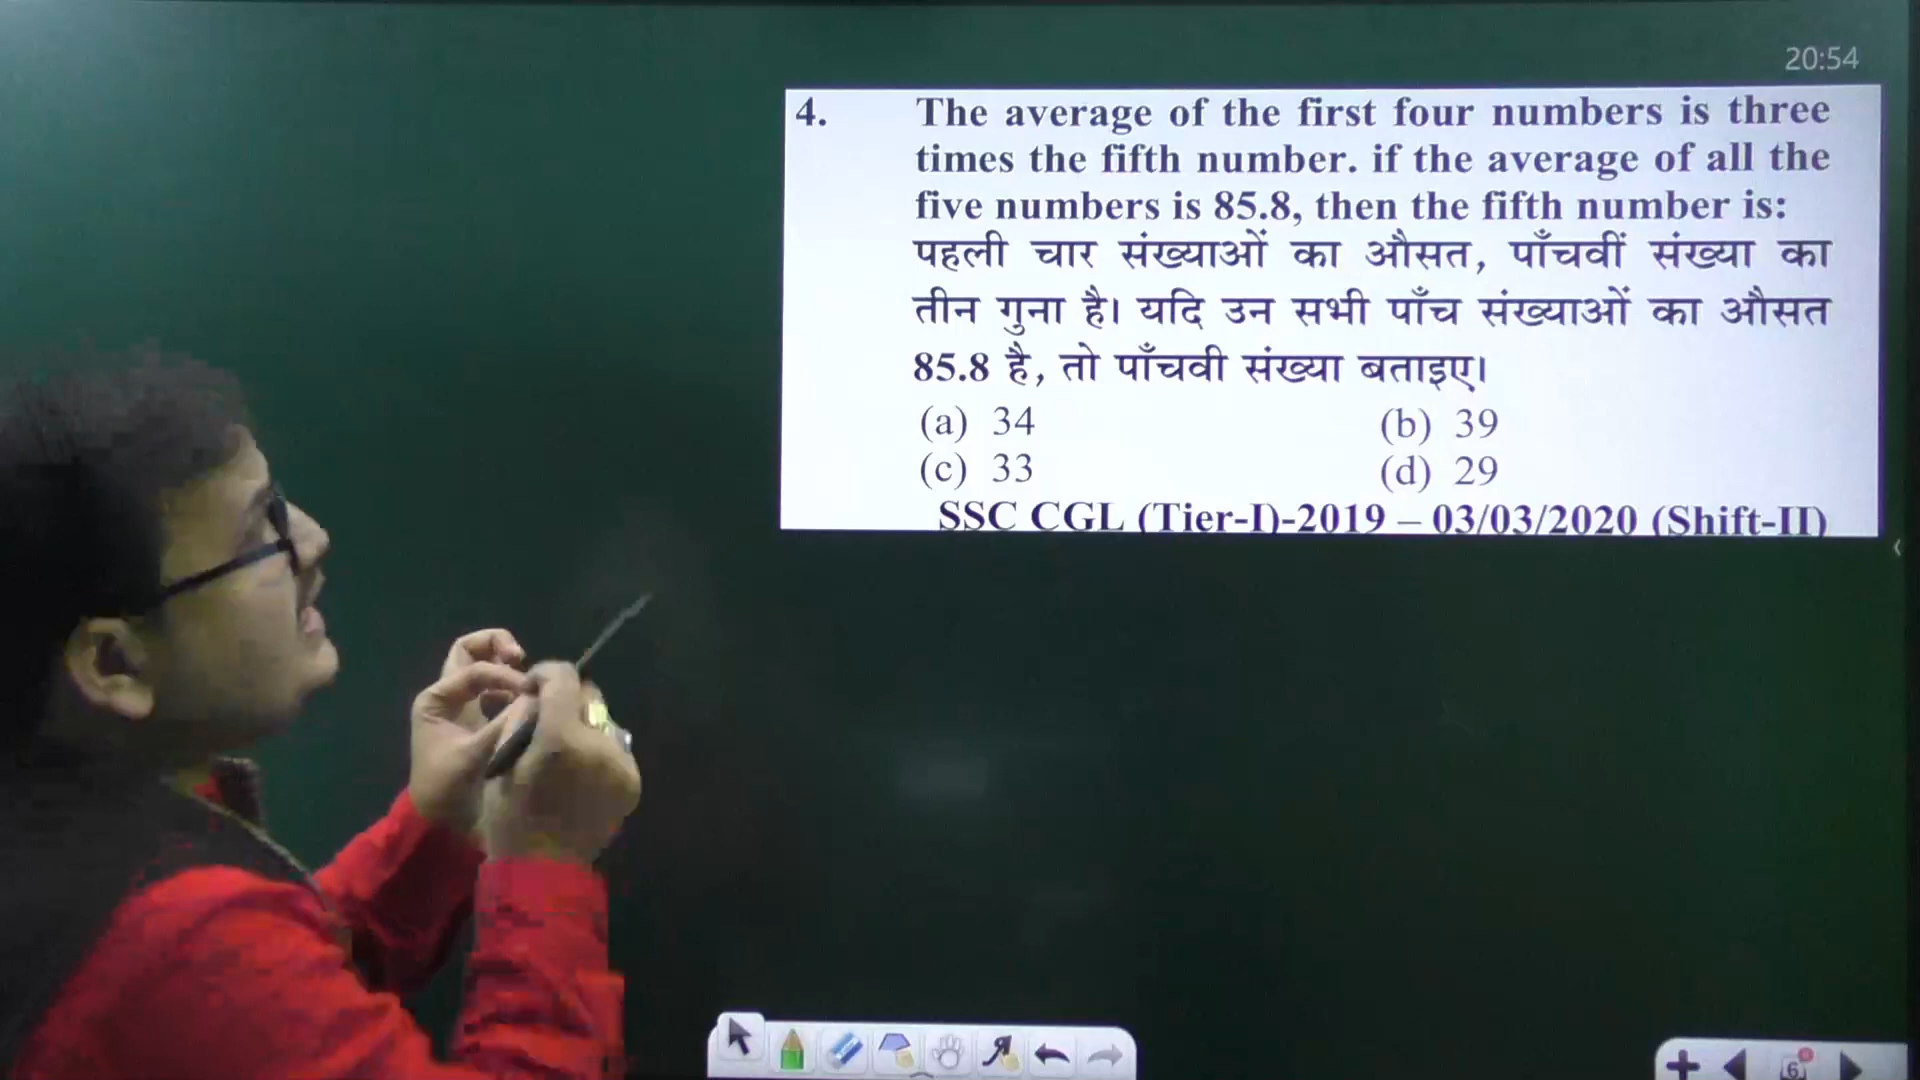 20:54
4. The average of the first four numbers is three
times the fifth number. if the average of all the
five numbers is 85.8, then the fifth number is:
पहली चार संख्याओं का औसत, पाँचवीं संख्या का
तीन गुना है। यदि उन सभी पाँच संख्याओं का औसत
85.8 है, तो पाँचवी संख्या बताइए।
(a) 34 (b) 39
(c) 33 (d) 29
SSC CGL (Tier-I)-2019 – 03/03/2020 (Shift-II)
6